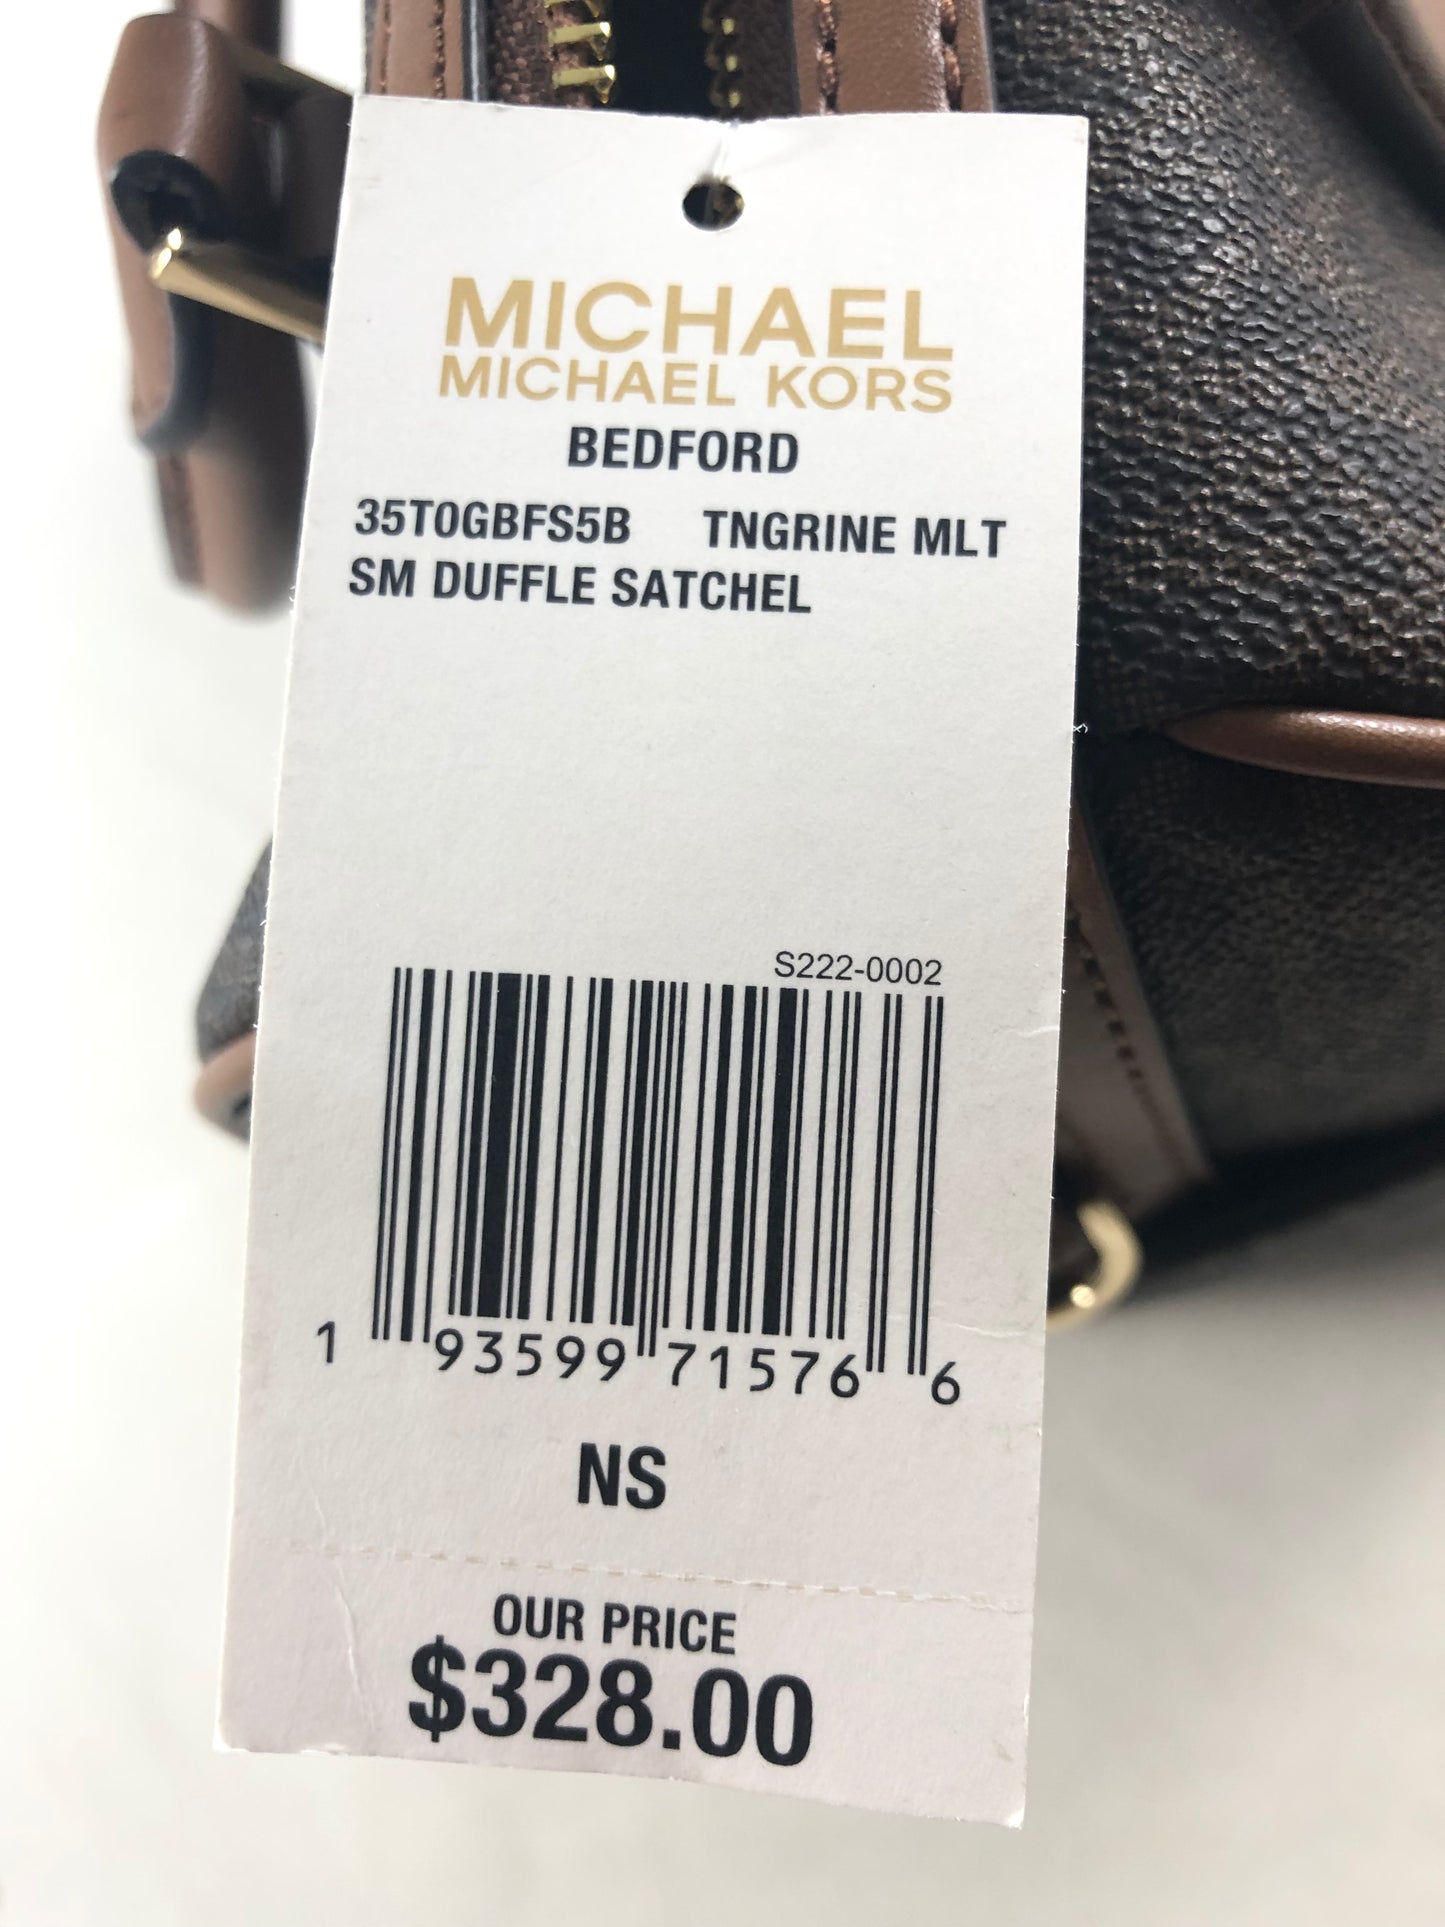 MICHAEL
MICHAEL KORS
BEDFORD
35T0GBFS5B TNGRINE MLT
SM DUFFLE SATCHEL
S222-0002
1 93599 71576 6
NS
OUR PRICE
$328.00